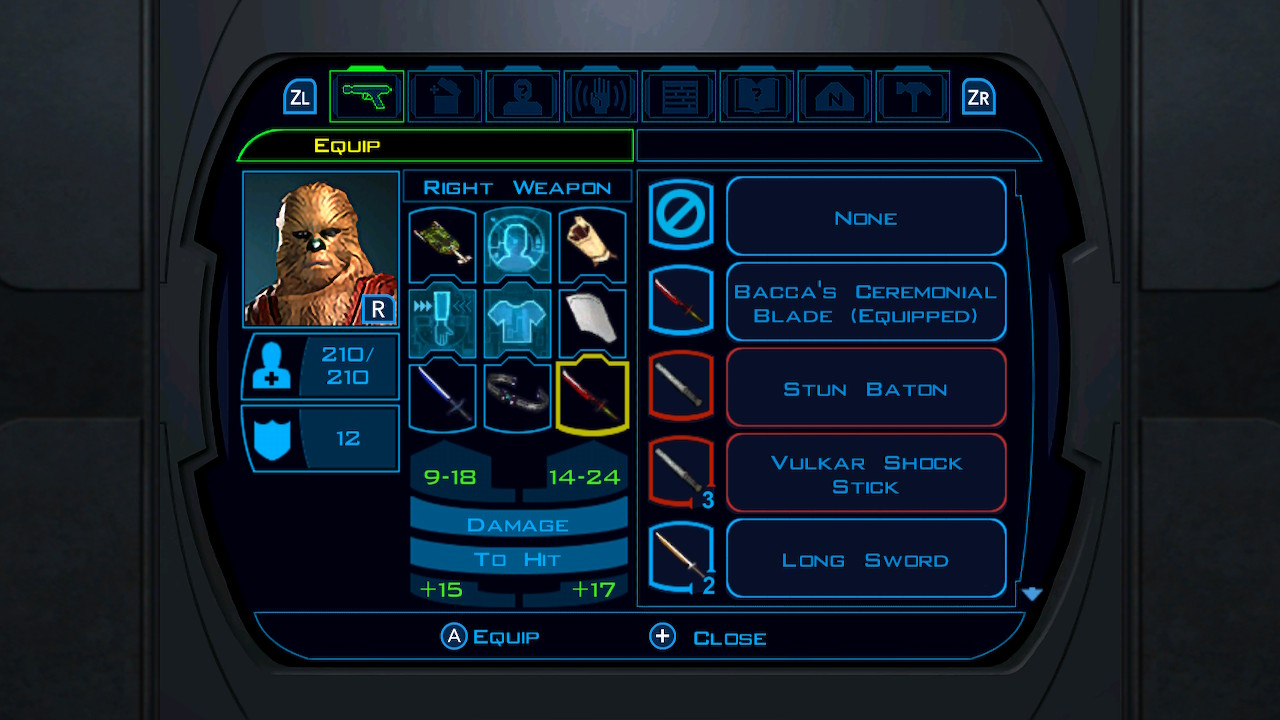 ZL
?
?
N
ZR
EQUIP
RIGHT WEAPON
R
210/
210
12
9-18
14-24
DAMAGE
TO HIT
+15
+17
NONE
BACCA'S CEREMONIAL
BLADE (EQUIPPED)
STUN BATON
VULKAR SHOCK
STICK
3
LONG SWORD
2
A EQUIP
+ CLOSE